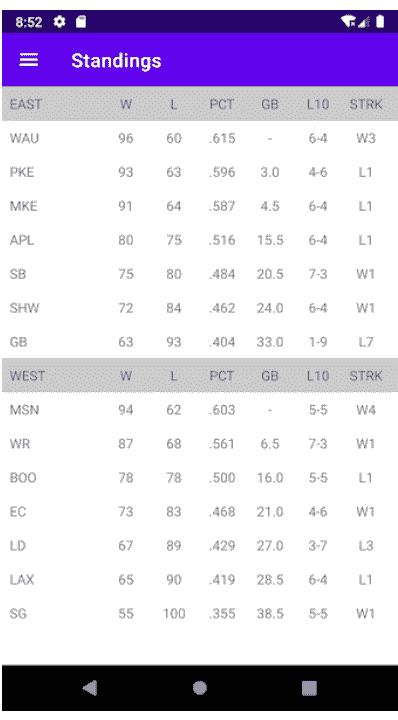 8:52
Standings
EAST W L PCT GB L10 STRK
WAU 96 60 .615 - 6-4 W3
PKE 93 63 .596 3.0 4-6 L1
MKE 91 64 .587 4.5 6-4 L1
APL 80 75 .516 15.5 6-4 L1
SB 75 80 .484 20.5 7-3 W1
SHW 72 84 .462 24.0 6-4 W1
GB 63 93 .404 33.0 1-9 L7
WEST W L PCT GB L10 STRK
MSN 94 62 .603 - 5-5 W4
WR 87 68 .561 6.5 7-3 W1
BOO 78 78 .500 16.0 5-5 L1
EC 73 83 .468 21.0 4-6 W1
LD 67 89 .429 27.0 3-7 L3
LAX 65 90 .419 28.5 6-4 L1
SG 55 100 .355 38.5 5-5 W1